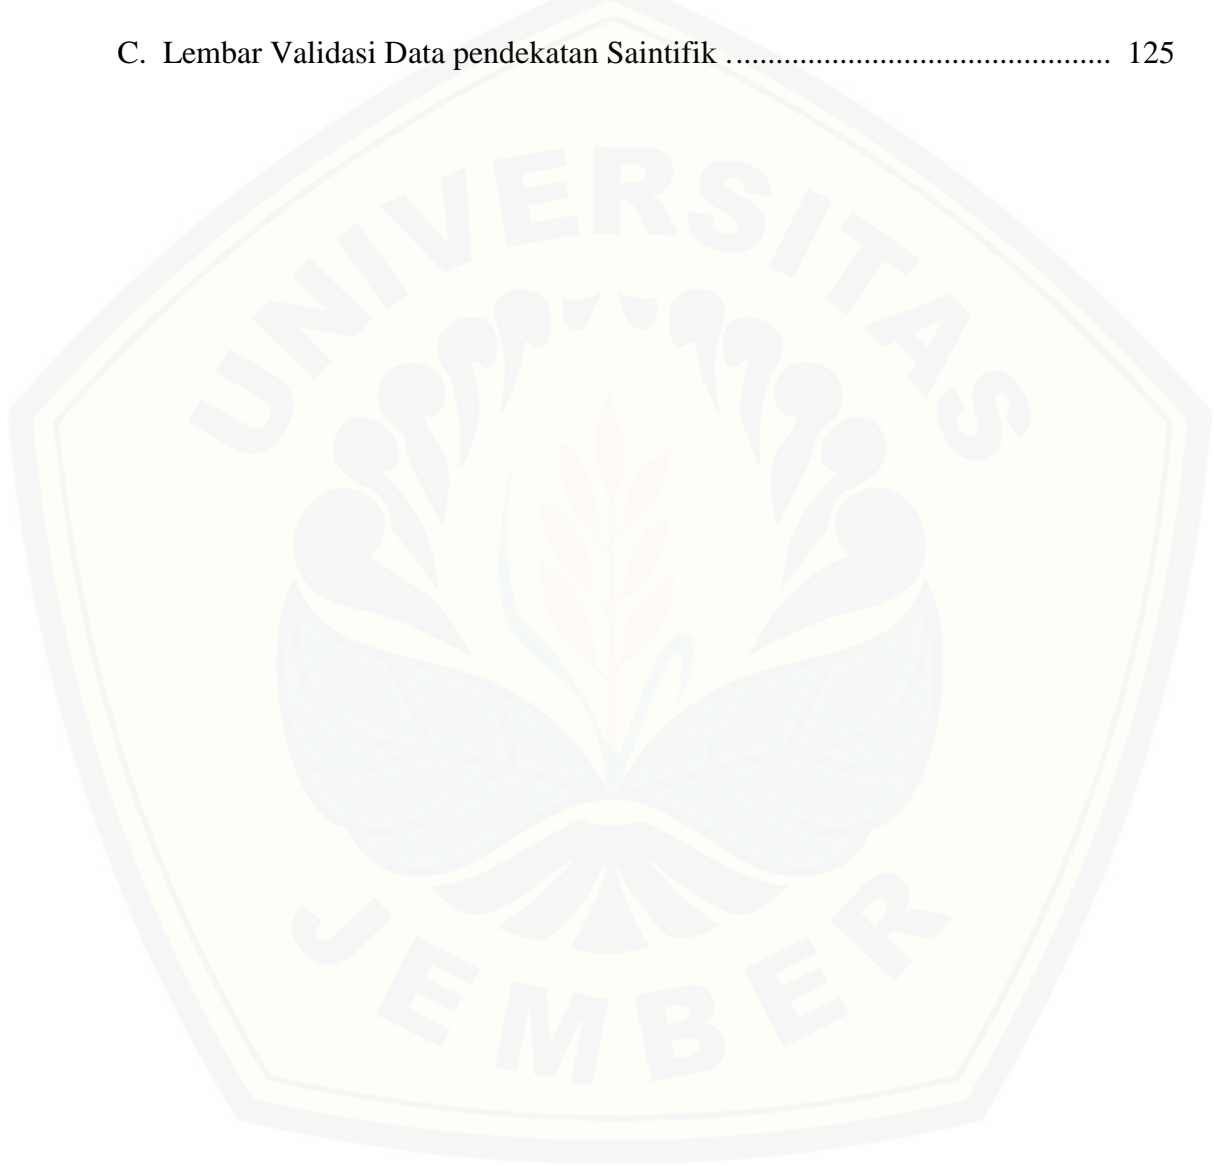 C. Lembar Validasi Data pendekatan Saintifik ............................................... 125
UNIVERSITAS
JEMBER